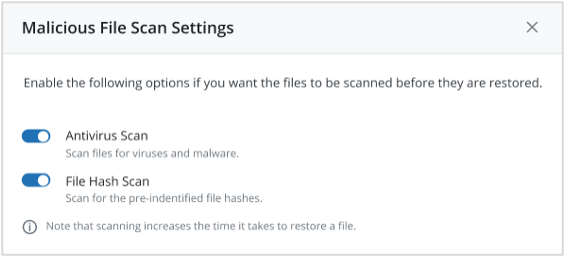 Malicious File Scan Settings
Enable the following options if you want the files to be scanned before they are restored.
Antivirus Scan
Scan files for viruses and malware.
File Hash Scan
Scan for the pre-indentified file hashes.
Note that scanning increases the time it takes to restore a file.